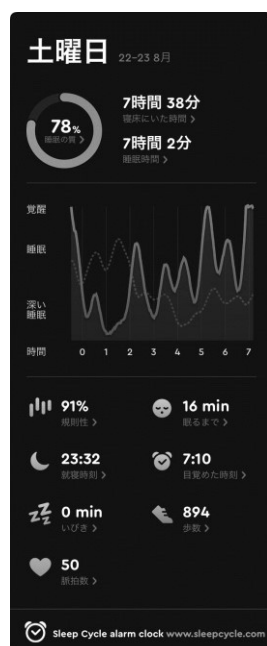 土曜日 22-23 8月
78%
睡眠の質 >
7時間 38分
寝床にいた時間 >
7時間 2分
睡眠時間 >
覚醒
睡眠
深い
睡眠
時間 0 1 2 3 4 5 6 7
91%
規則性 >
16 min
眠るまで >
23:32
就寝時刻 >
7:10
目覚めた時刻 >
0 min
いびき >
894
歩数 >
50
脈拍数 >
Sleep Cycle alarm clock www.sleepcycle.com